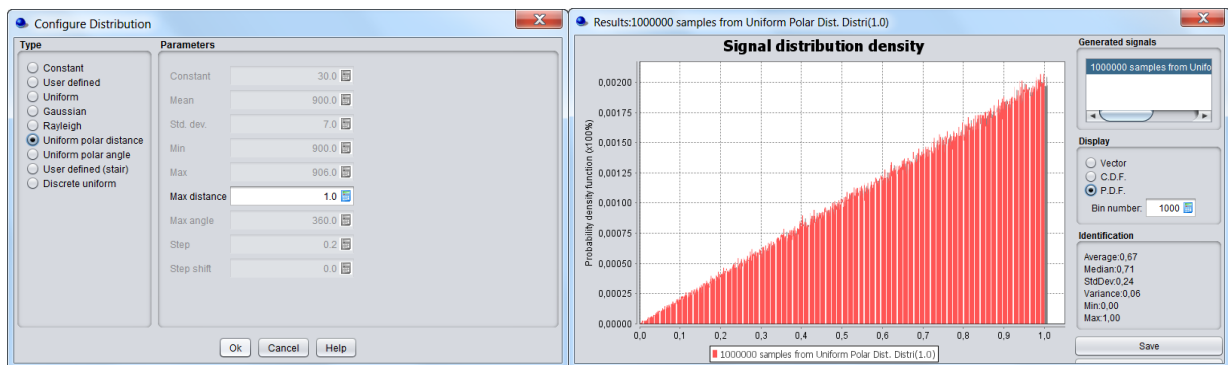 Configure Distribution
Type
Constant
User defined
Uniform
Gaussian
Rayleigh
Uniform polar distance
Uniform polar angle
User defined (stair)
Discrete uniform
Parameters
Constant 30.0
Mean 900.0
Std. dev. 7.0
Min 900.0
Max 906.0
Max distance 1.0
Max angle 360.0
Step 0.2
Step shift 0.0
Ok Cancel Help
Results:1000000 samples from Uniform Polar Dist. Distri(1.0)
Signal distribution density
Probability density function (x100%)
0,00200
0,00175
0,00150
0,00125
0,00100
0,00075
0,00050
0,00025
0,00000
0,0 0,1 0,2 0,3 0,4 0,5 0,6 0,7 0,8 0,9 1,0
1000000 samples from Uniform Polar Dist. Distri(1.0)
Generated signals
1000000 samples from Unifo
Display
Vector
C.D.F.
P.D.F.
Bin number: 1000
Identification
Average:0,67
Median:0,71
StdDev:0,24
Variance:0,06
Min:0,00
Max:1,00
Save